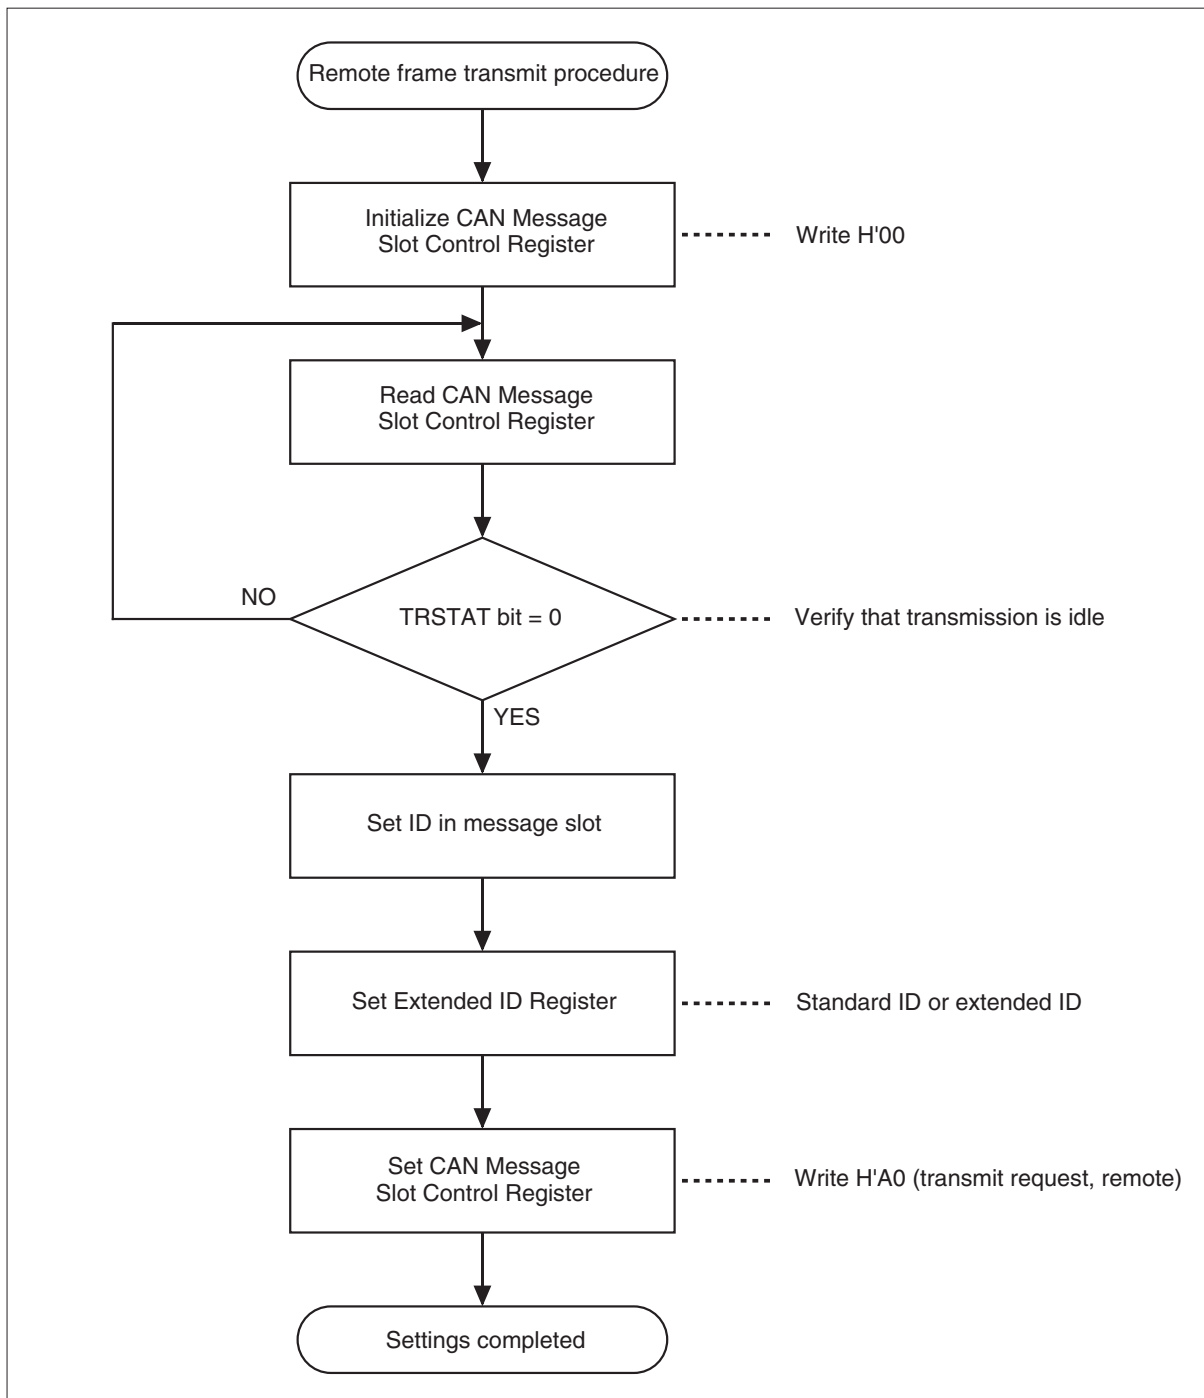 Remote frame transmit procedure
Initialize CAN Message
Slot Control Register
Write H'00
Read CAN Message
Slot Control Register
NO
TRSTAT bit = 0
Verify that transmission is idle
YES
Set ID in message slot
Set Extended ID Register
Standard ID or extended ID
Set CAN Message
Slot Control Register
Write H'A0 (transmit request, remote)
Settings completed